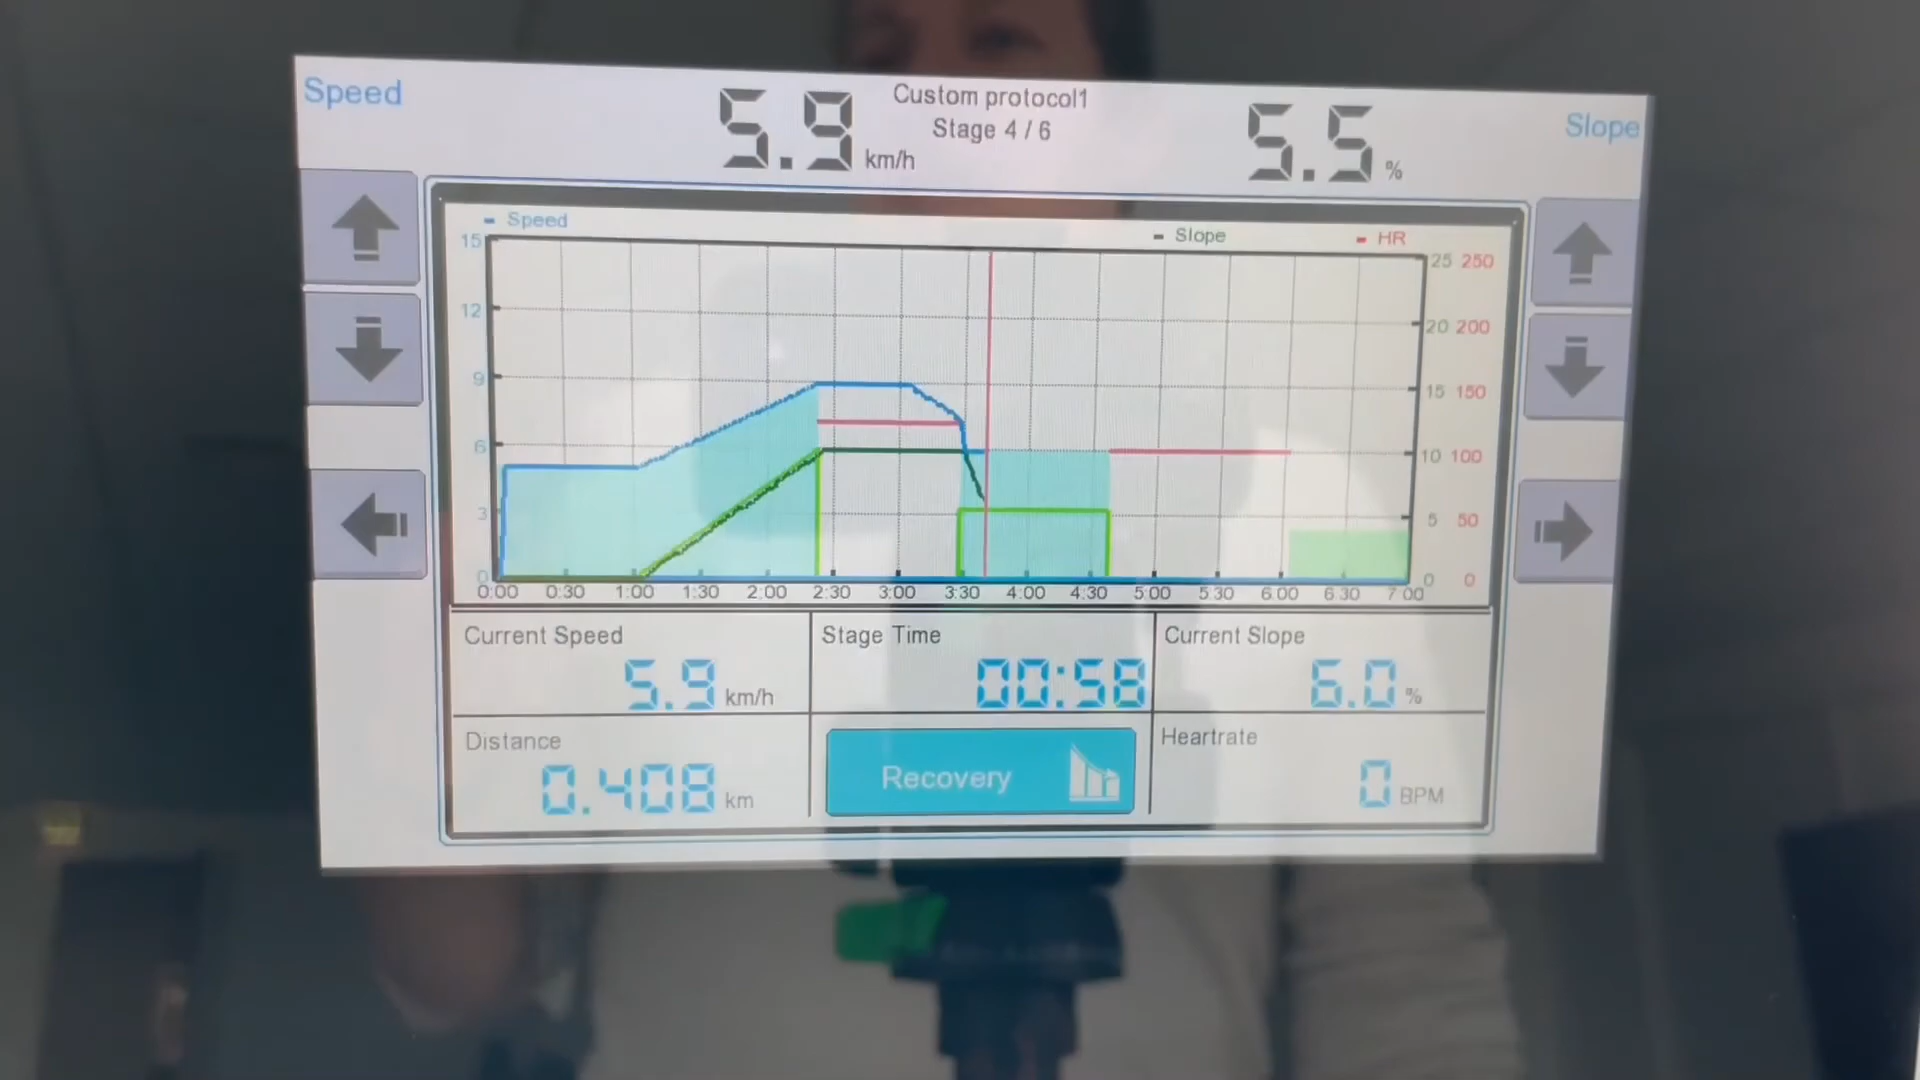 Speed
5.9 km/h
Custom protocol1
Stage 4 / 6
5.5 %
Slope
Speed
Slope
HR
15
12
9
6
3
0
25 250
20 200
15 150
10 100
5 50
0 0
0:00 0:30 1:00 1:30 2:00 2:30 3:00 3:30 4:00 4:30 5:00 5:30 6:00 6:30 7:00
Current Speed
5.9 km/h
Stage Time
00:58
Current Slope
6.0 %
Distance
0.408 km
Recovery
Heartrate
0 BPM